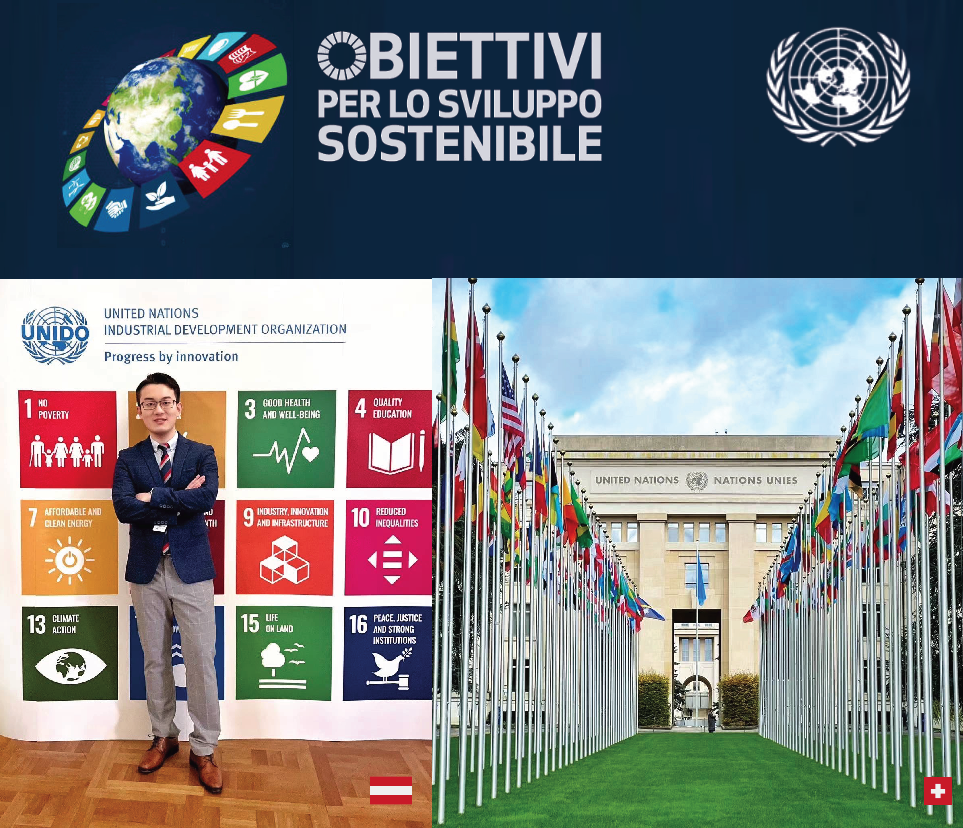 OBIETTIVI
PER LO SVILUPPO
SOSTENIBILE
UNIDO
UNITED NATIONS
INDUSTRIAL DEVELOPMENT ORGANIZATION
Progress by innovation
1 NO
POVERTY
3 GOOD HEALTH
AND WELL-BEING
4 QUALITY
EDUCATION
7 AFFORDABLE AND
CLEAN ENERGY
9 INDUSTRY, INNOVATION
AND INFRASTRUCTURE
10 REDUCED
INEQUALITIES
13 CLIMATE
ACTION
15 LIFE
ON LAND
16 PEACE, JUSTICE
AND STRONG
INSTITUTIONS
UNITED NATIONS NATIONS UNIES